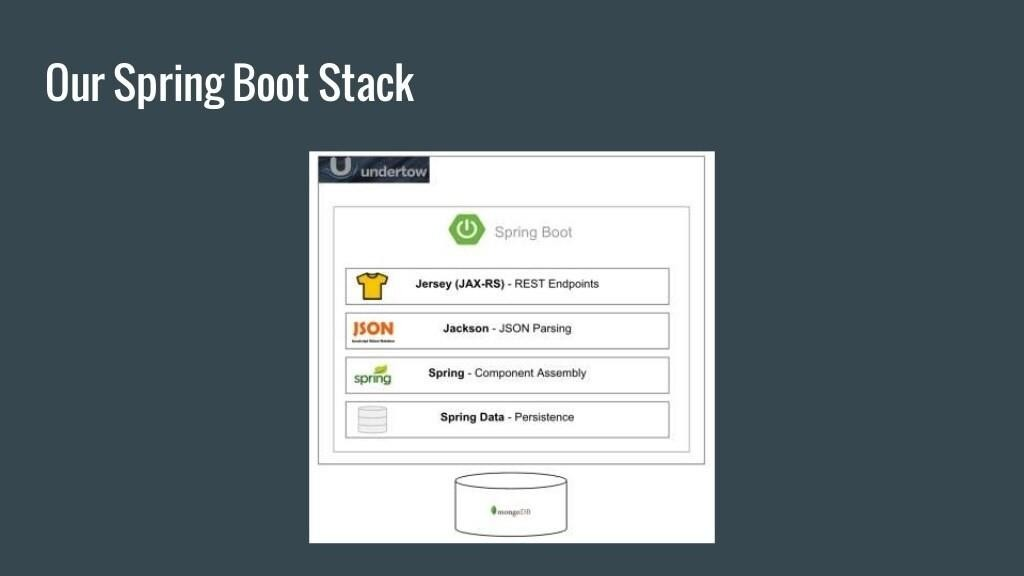 Our Spring Boot Stack
undertow
Spring Boot
Jersey (JAX-RS) - REST Endpoints
JSON
Jackson - JSON Parsing
spring
Spring - Component Assembly
Spring Data - Persistence
mongoDB